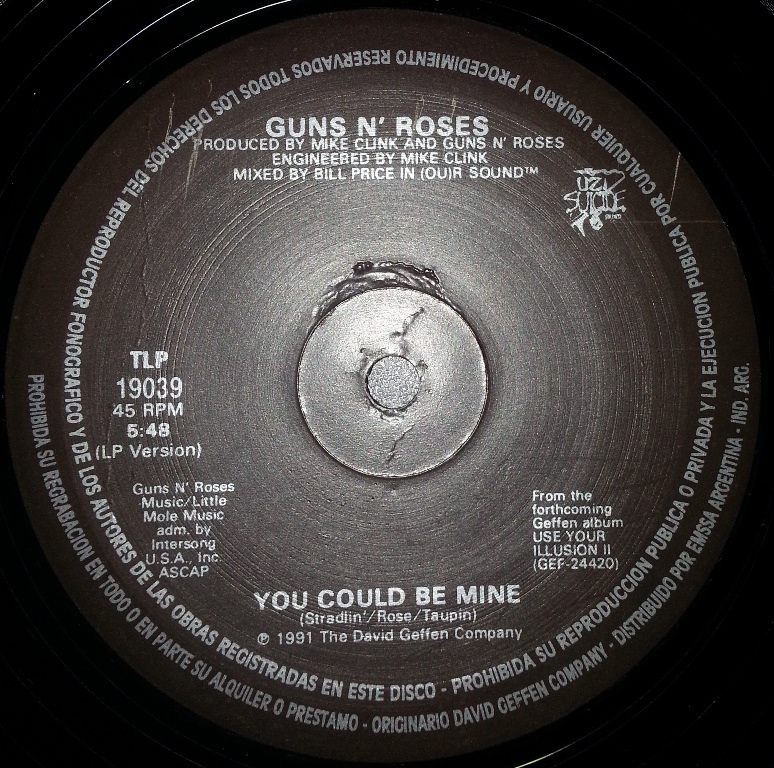 GUNS N' ROSES
PRODUCED BY MIKE CLINK AND GUNS N' ROSES
ENGINEERED BY MIKE CLINK
MIXED BY BILL PRICE IN (OU)R SOUND™
UZI
SUICIDE
TLP
19039
45 RPM
5:48
(LP Version)
Guns N' Roses
Music/Little
Mole Music
adm. by
Intersong
U.S.A., Inc.
ASCAP
From the
forthcoming
Geffen album
USE YOUR
ILLUSION II
(GEF-24420)
YOU COULD BE MINE
(Stradlin'/Rose/Taupin)
℗ 1991 The David Geffen Company
TODOS LOS DERECHOS DEL REPRODUCTOR FONOGRAFICO Y DE LOS AUTORES DE LAS OBRAS REGISTRADAS EN ESTE DISCO - PROHIBIDA SU REPRODUCCION PUBLICA O PRIVADA Y LA EJECUCION PUBLICA POR CUALQUIER USUARIO Y PROCEDIMIENTO RESERVADOS
PROHIBIDA SU REGRABACION EN TODO O EN PARTE SU ALQUILER O PRESTAMO - ORIGINARIO DAVID GEFFEN COMPANY - DISTRIBUIDO POR EMSSA ARGENTINA - IND. ARG.